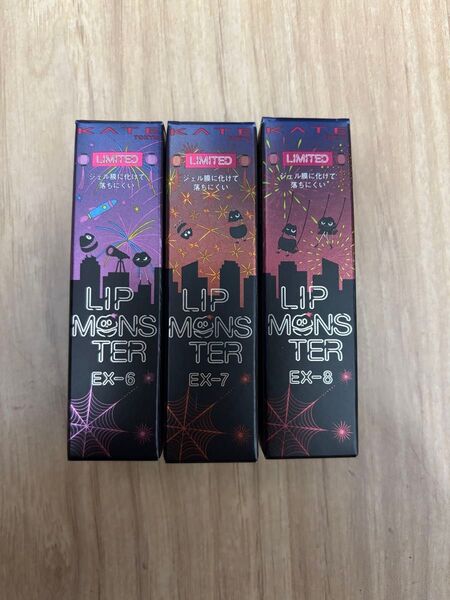 KATE
TOKYO
LIMITED
ジェル膜に化けて
落ちにくい
LIP
MONS
TER
EX-6
KATE
LIMITED
ジェル膜に化けて
落ちにくい
LIP
MONS
TER
EX-7
KATE
LIMITED
ジェル膜に化けて
落ちにくい
LIP
MONS
TER
EX-8